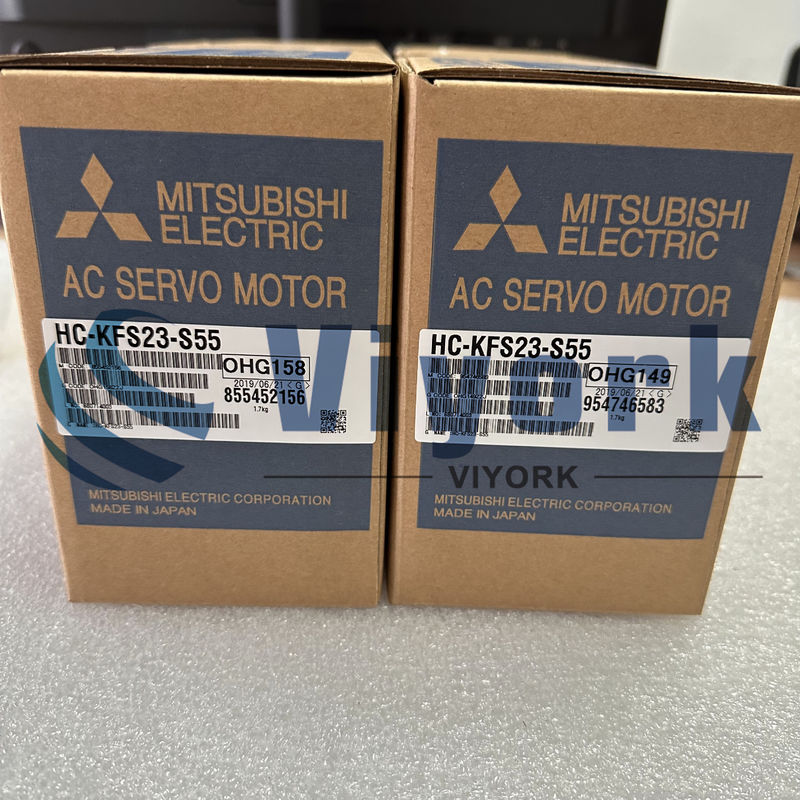 MITSUBISHI
ELECTRIC
AC SERVO MOTOR
HC-KFS23-S55
OHG158
2019/06/21 <G>
855452156
1.7kg
MITSUBISHI ELECTRIC CORPORATION
MADE IN JAPAN
MITSUBISHI
ELECTRIC
AC SERVO MOTOR
HC-KFS23-S55
OHG149
2019/06/21 <G>
954746583
1.7kg
MITSUBISHI ELECTRIC CORPORATION
MADE IN JAPAN
Viyork
VIYORK